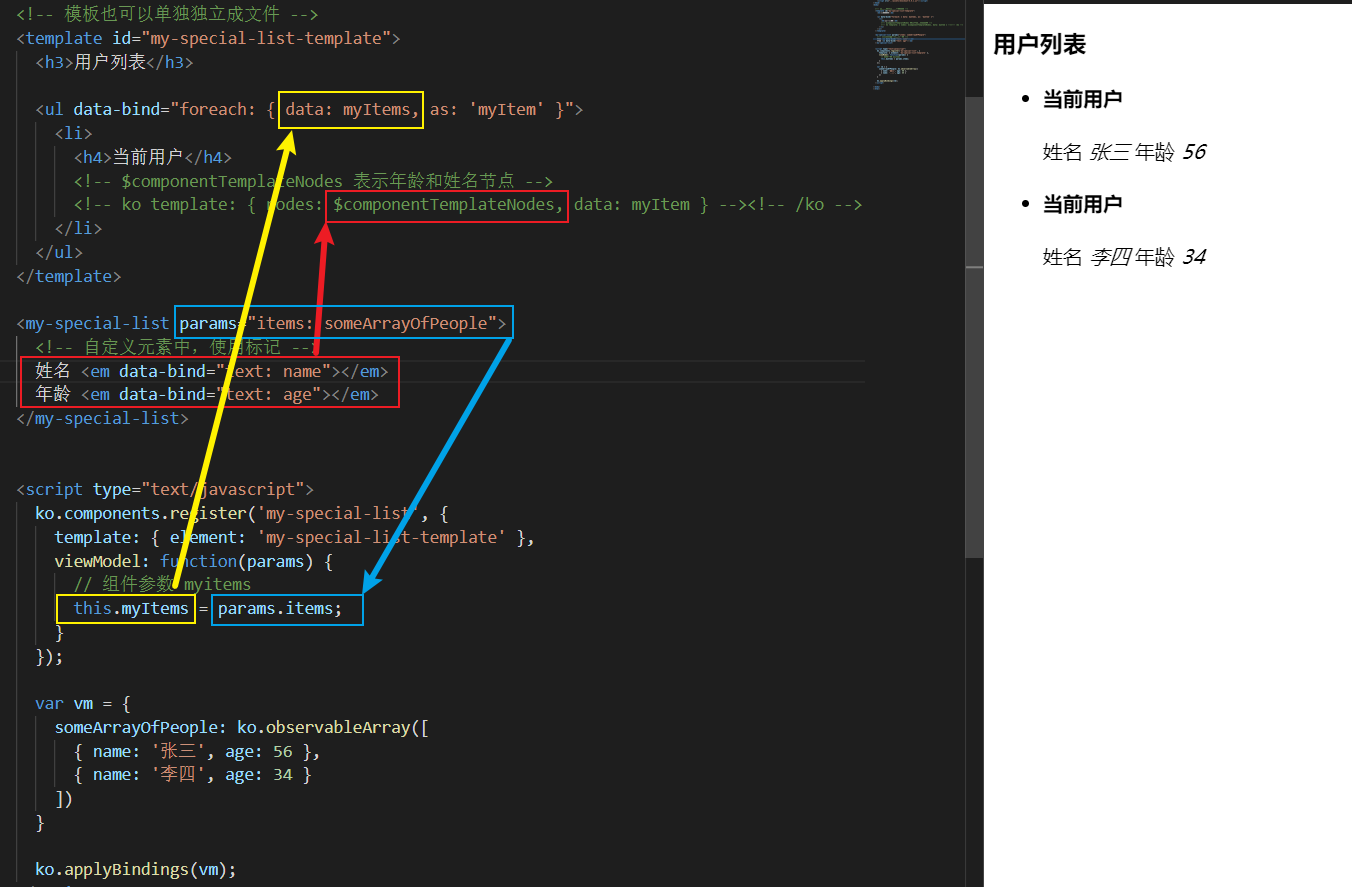 <!-- 模板也可以单独独立成文件 -->
<template id="my-special-list-template">
<h3>用户列表</h3>
<ul data-bind="foreach: { data: myItems, as: 'myItem' }">
<li>
<h4>当前用户</h4>
<!-- $componentTemplateNodes 表示年龄和姓名节点 -->
<!-- ko template: { nodes: $componentTemplateNodes, data: myItem } --><!-- /ko -->
</li>
</ul>
</template>
<my-special-list params="items: someArrayOfPeople">
<!-- 自定义元素中，使用标记 -->
姓名 <em data-bind="text: name"></em>
年龄 <em data-bind="text: age"></em>
</my-special-list>
<script type="text/javascript">
ko.components.register('my-special-list', {
template: { element: 'my-special-list-template' },
viewModel: function(params) {
// 组件参数 myitems
this.myItems = params.items;
}
});
var vm = {
someArrayOfPeople: ko.observableArray([
{ name: '张三', age: 56 },
{ name: '李四', age: 34 }
])
}
ko.applyBindings(vm);
用户列表
当前用户
姓名 张三 年龄 56
当前用户
姓名 李四 年龄 34